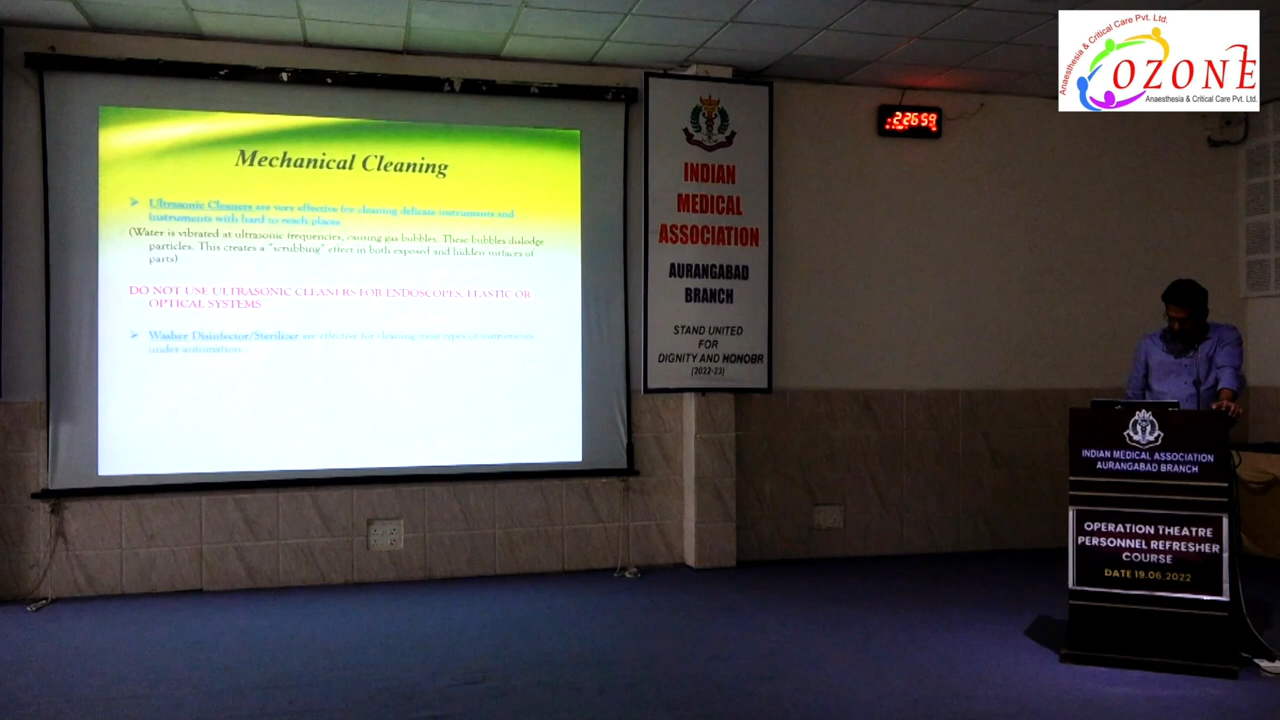 Mechanical Cleaning
Ultrasonic Cleaners are very effective for cleaning delicate instruments and
instruments with hard to reach places.
(Water is vibrated at ultrasonic frequencies, causing gas bubbles. These bubbles dislodge
particles. This creates a "scrubbing" effect in both exposed and hidden surfaces of
parts)
DO NOT USE ULTRASONIC CLEANERS FOR ENDOSCOPES, ELASTIC OR
OPTICAL SYSTEMS
Washer Disinfector/Sterilizer are effective for cleaning most types of instruments
under automation.
INDIAN
MEDICAL
ASSOCIATION
AURANGABAD
BRANCH
STAND UNITED
FOR
DIGNITY AND HONOBR
(2022-23)
2:26:59
Anaesthesia & Critical Care Pvt. Ltd.
OZONE
Anaesthesia & Critical Care Pvt. Ltd.
INDIAN MEDICAL ASSOCIATION
AURANGABAD BRANCH
OPERATION THEATRE
PERSONNEL REFRESHER
COURSE
DATE 19.06.2022